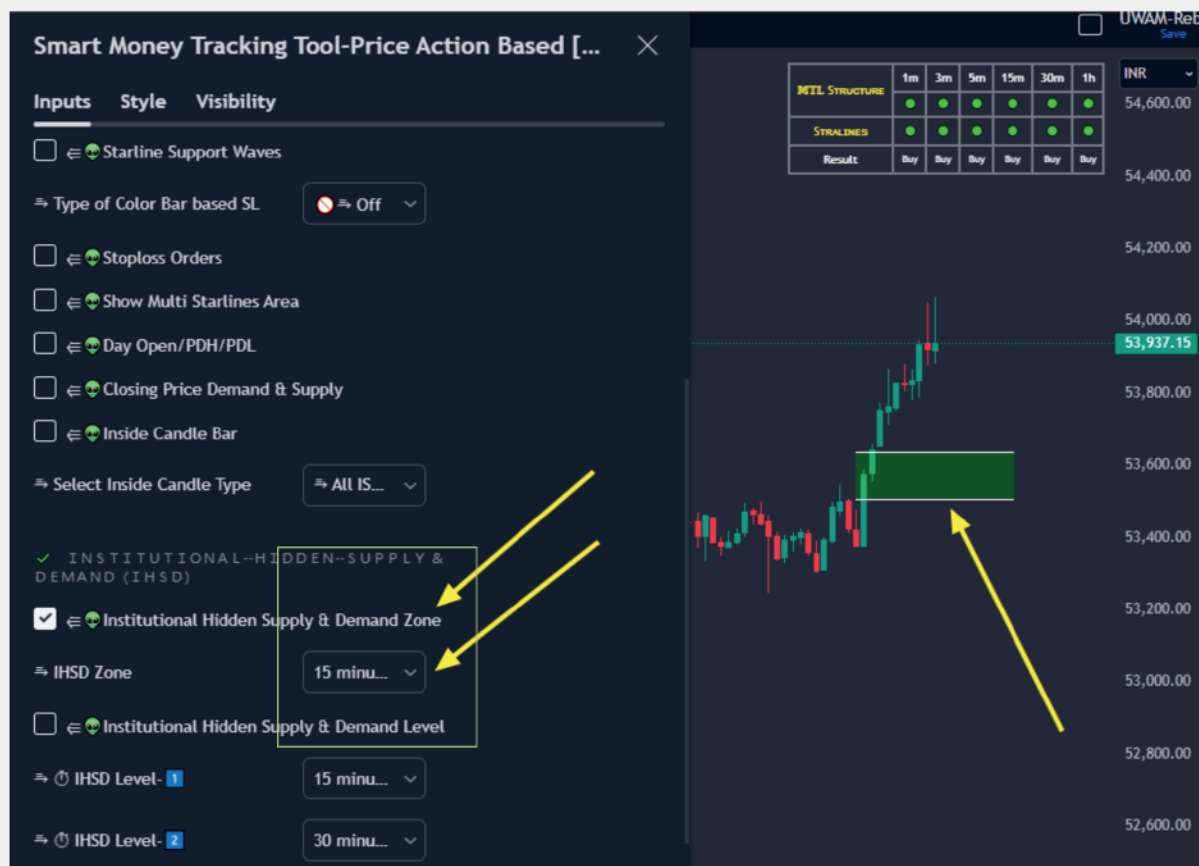 Smart Money Tracking Tool-Price Action Based [...
Inputs Style Visibility
⋲ 👽 Starline Support Waves
Type of Color Bar based SL 🚫 ⥱ Off
⋲ 👽 Stoploss Orders
⋲ 👽 Show Multi Starlines Area
⋲ 👽 Day Open/PDH/PDL
⋲ 👽 Closing Price Demand & Supply
⋲ 👽 Inside Candle Bar
⥱ Select Inside Candle Type ⥱ All IS...
✓ INSTITUTIONAL--HIDDEN--SUPPLY &
DEMAND (IHSD)
⋲ 👽 Institutional Hidden Supply & Demand Zone
⥱ IHSD Zone 15 minu...
⋲ 👽 Institutional Hidden Supply & Demand Level
⥱ ⏱ IHSD Level- 1 15 minu...
⥱ ⏱ IHSD Level- 2 30 minu...
UWAM-Reb
Save
MTL Structure 1m 3m 5m 15m 30m 1h
Stralines
Result Buy Buy Buy Buy Buy Buy
INR
54,600.00
54,400.00
54,200.00
54,000.00
53,937.15
53,800.00
53,600.00
53,400.00
53,200.00
53,000.00
52,800.00
52,600.00